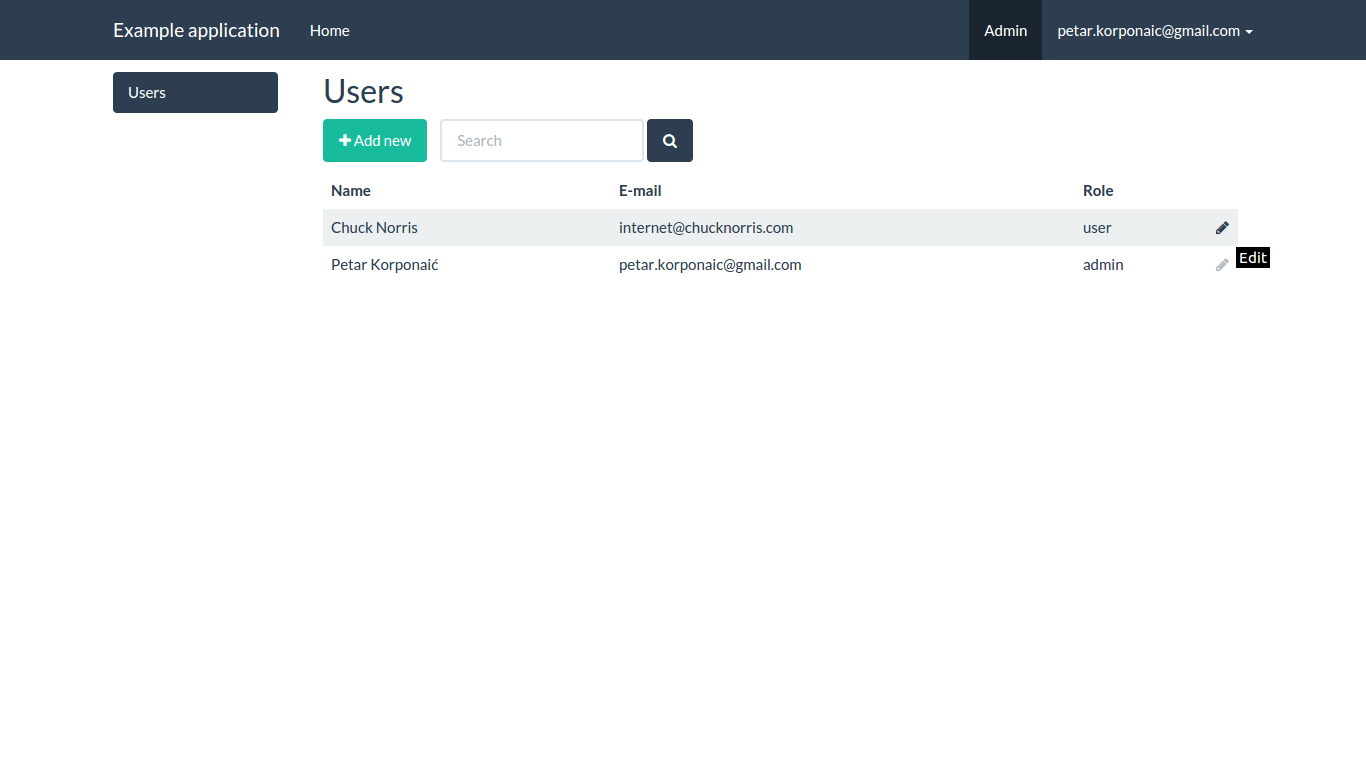 Example application Home Admin petar.korponaic@gmail.com
Users
Users
Add new Search
Name E-mail Role
Chuck Norris internet@chucknorris.com user
Petar Korponaić petar.korponaic@gmail.com admin
Edit